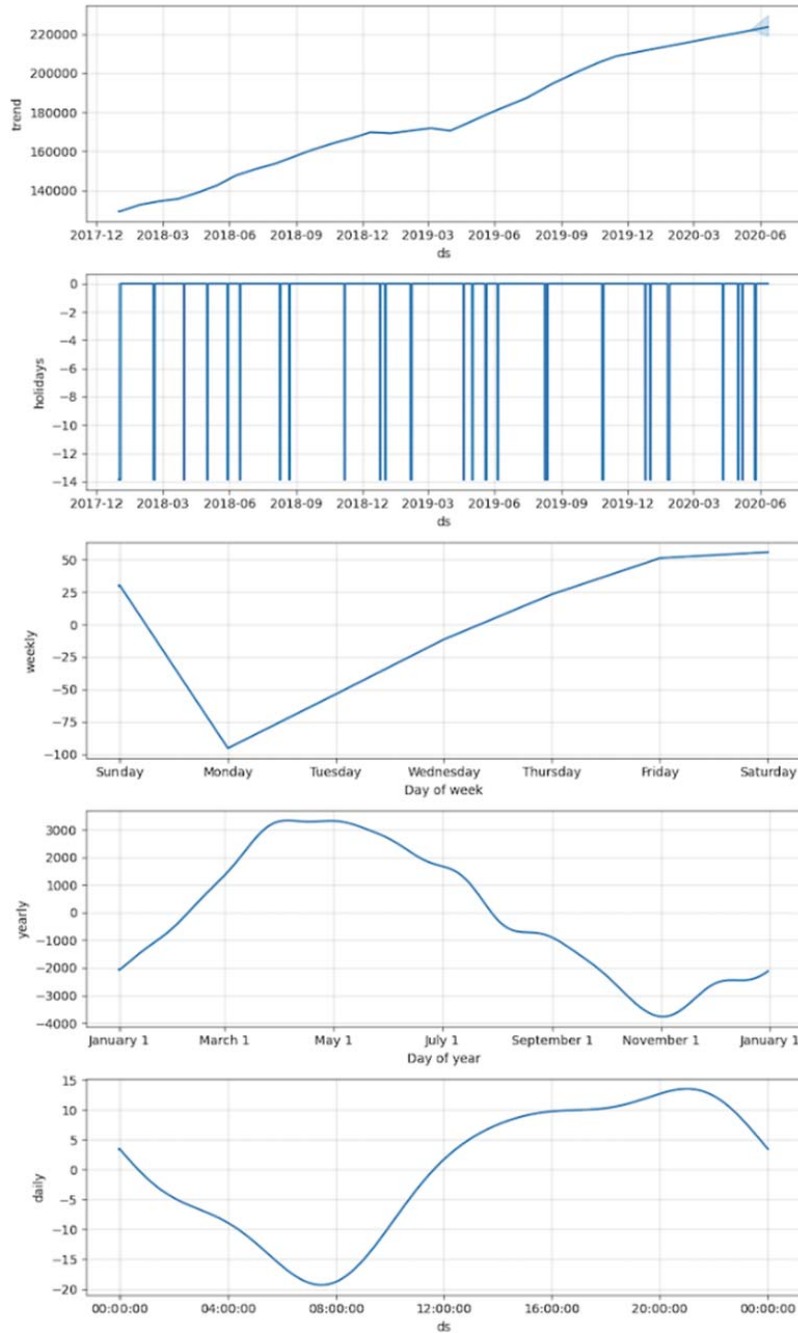 220000
200000
180000
160000
140000
trend
2017-12 2018-03 2018-06 2018-09 2018-12 2019-03 2019-06 2019-09 2019-12 2020-03 2020-06
ds
0
−2
−4
−6
−8
−10
−12
−14
holidays
2017-12 2018-03 2018-06 2018-09 2018-12 2019-03 2019-06 2019-09 2019-12 2020-03 2020-06
ds
50
25
0
−25
−50
−75
−100
weekly
Sunday Monday Tuesday Wednesday Thursday Friday Saturday
Day of week
3000
2000
1000
0
−1000
−2000
−3000
−4000
yearly
January 1 March 1 May 1 July 1 September 1 November 1 January 1
Day of year
15
10
5
0
−5
−10
−15
−20
daily
00:00:00 04:00:00 08:00:00 12:00:00 16:00:00 20:00:00 00:00:00
ds